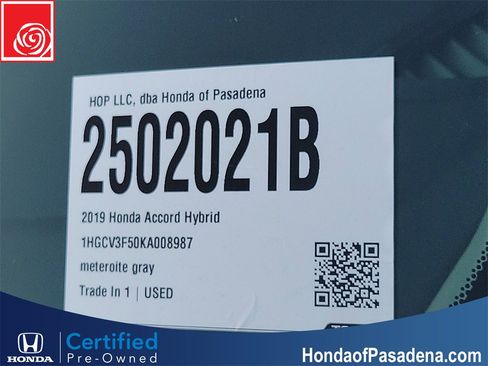 HOP LLC, dba Honda of Pasadena
2502021B
2019 Honda Accord Hybrid
1HGCV3F50KA008987
meteroite gray
Trade In 1 | USED
HONDA
Certified
Pre-Owned
HondaofPasadena.com